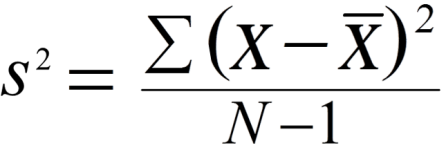 s² = ∑(X − X̅)² / N − 1